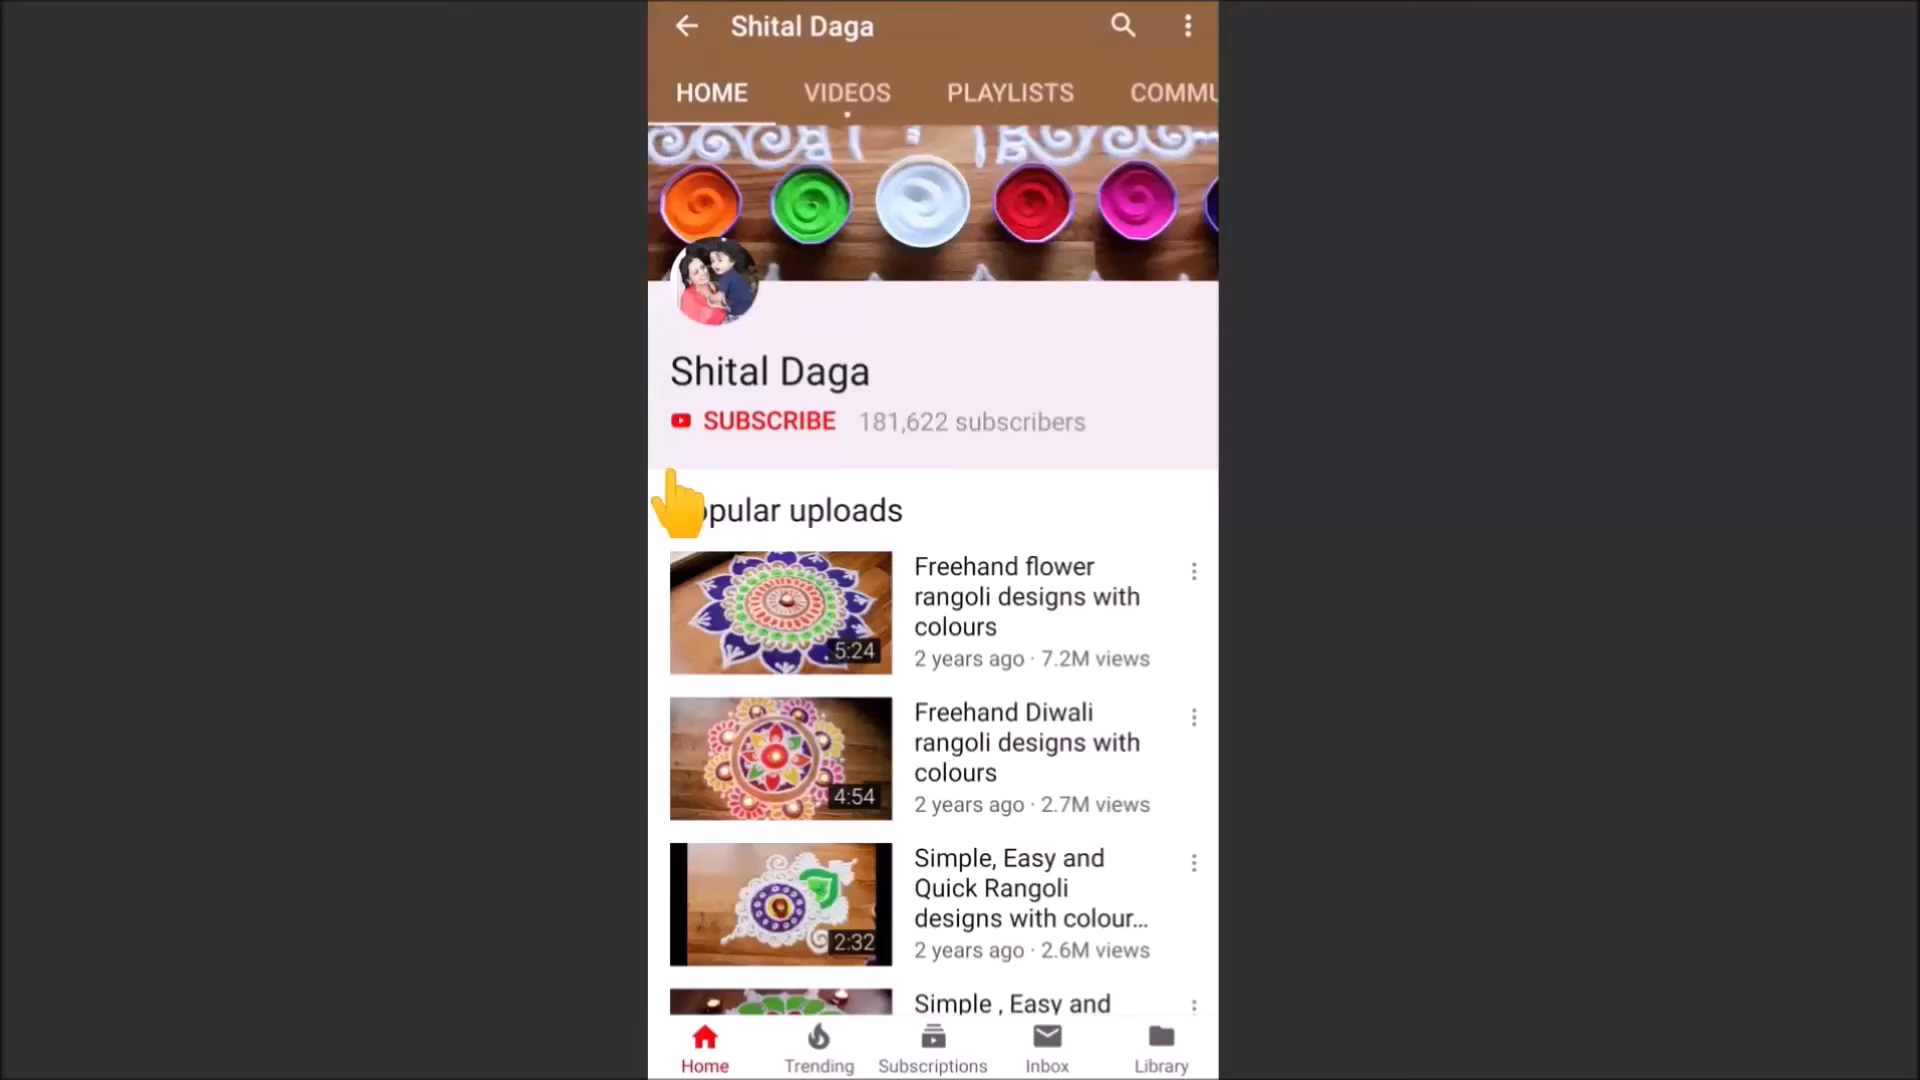 Shital Daga
HOME VIDEOS PLAYLISTS COMMU
Shital Daga
SUBSCRIBE 181,622 subscribers
opular uploads
Freehand flower
rangoli designs with
colours
5:24
2 years ago · 7.2M views
Freehand Diwali
rangoli designs with
colours
4:54
2 years ago · 2.7M views
Simple, Easy and
Quick Rangoli
designs with colour...
2:32
2 years ago · 2.6M views
Simple , Easy and
Home Trending Subscriptions Inbox Library